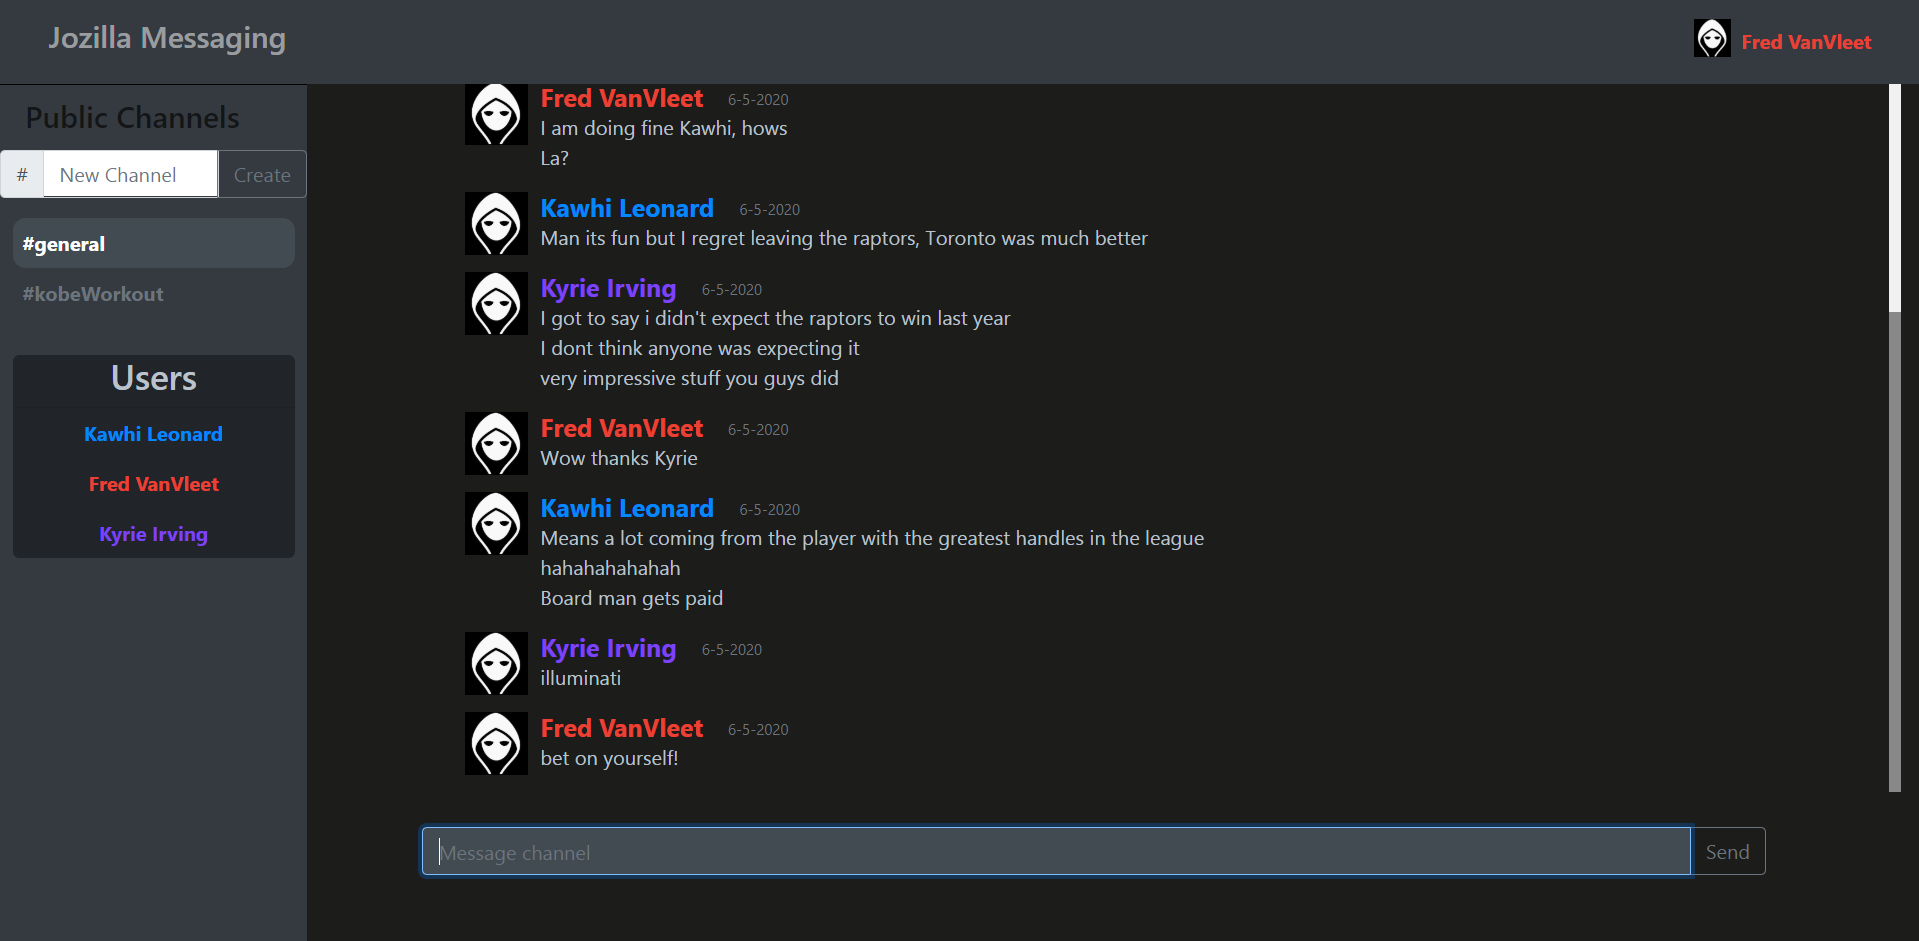 Jozilla Messaging
Fred VanVleet
Public Channels
# New Channel Create
#general
#kobeWorkout
Users
Kawhi Leonard
Fred VanVleet
Kyrie Irving
Fred VanVleet 6-5-2020
I am doing fine Kawhi, hows
La?
Kawhi Leonard 6-5-2020
Man its fun but I regret leaving the raptors, Toronto was much better
Kyrie Irving 6-5-2020
I got to say i didn't expect the raptors to win last year
I dont think anyone was expecting it
very impressive stuff you guys did
Fred VanVleet 6-5-2020
Wow thanks Kyrie
Kawhi Leonard 6-5-2020
Means a lot coming from the player with the greatest handles in the league
hahahahahahah
Board man gets paid
Kyrie Irving 6-5-2020
illuminati
Fred VanVleet 6-5-2020
bet on yourself!
Message channel Send